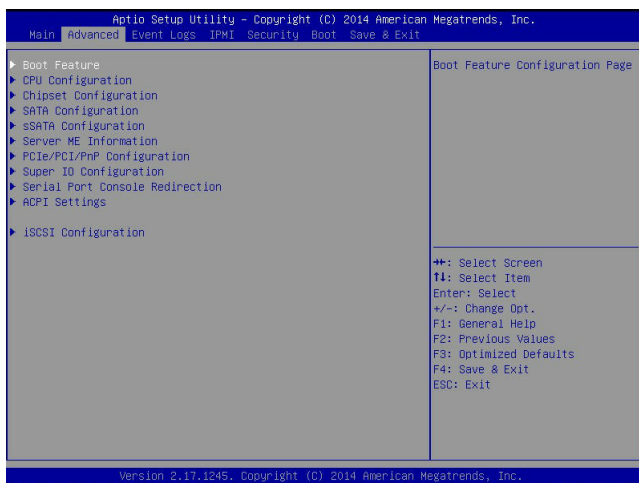 Aptio Setup Utility – Copyright (C) 2014 American Megatrends, Inc.
Main Advanced Event Logs IPMI Security Boot Save & Exit
▶ Boot Feature
▶ CPU Configuration
▶ Chipset Configuration
▶ SATA Configuration
▶ sSATA Configuration
▶ Server ME Information
▶ PCIe/PCI/PnP Configuration
▶ Super IO Configuration
▶ Serial Port Console Redirection
▶ ACPI Settings
▶ iSCSI Configuration
Boot Feature Configuration Page
→←: Select Screen
↑↓: Select Item
Enter: Select
+/-: Change Opt.
F1: General Help
F2: Previous Values
F3: Optimized Defaults
F4: Save & Exit
ESC: Exit
Version 2.17.1245. Copyright (C) 2014 American Megatrends, Inc.